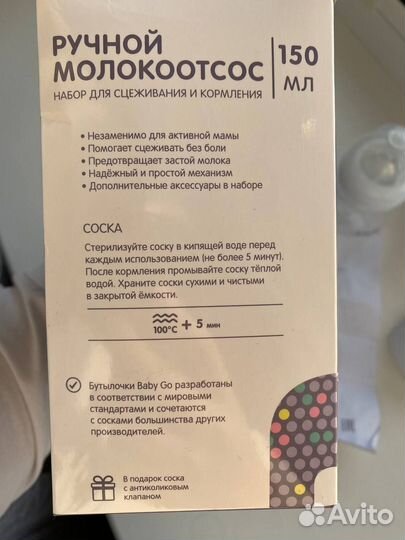 РУЧНОЙ
МОЛОКООТСОС
150
МЛ
НАБОР ДЛЯ СЦЕЖИВАНИЯ И КОРМЛЕНИЯ
• Незаменимо для активной мамы
• Помогает сцеживать без боли
• Предотвращает застой молока
• Надёжный и простой механизм
• Дополнительные аксессуары в наборе
СОСКА
Стерилизуйте соску в кипящей воде перед
каждым использованием (не более 5 минут).
После кормления промывайте соску тёплой
водой. Храните соски сухими и чистыми
в закрытой ёмкости.
100°C + 5 мин
Бутылочки Baby Go разработаны
в соответствии с мировыми
стандартами и сочетаются
с сосками большинства других
производителей.
В подарок соска
с антиколиковым
клапаном
Avito